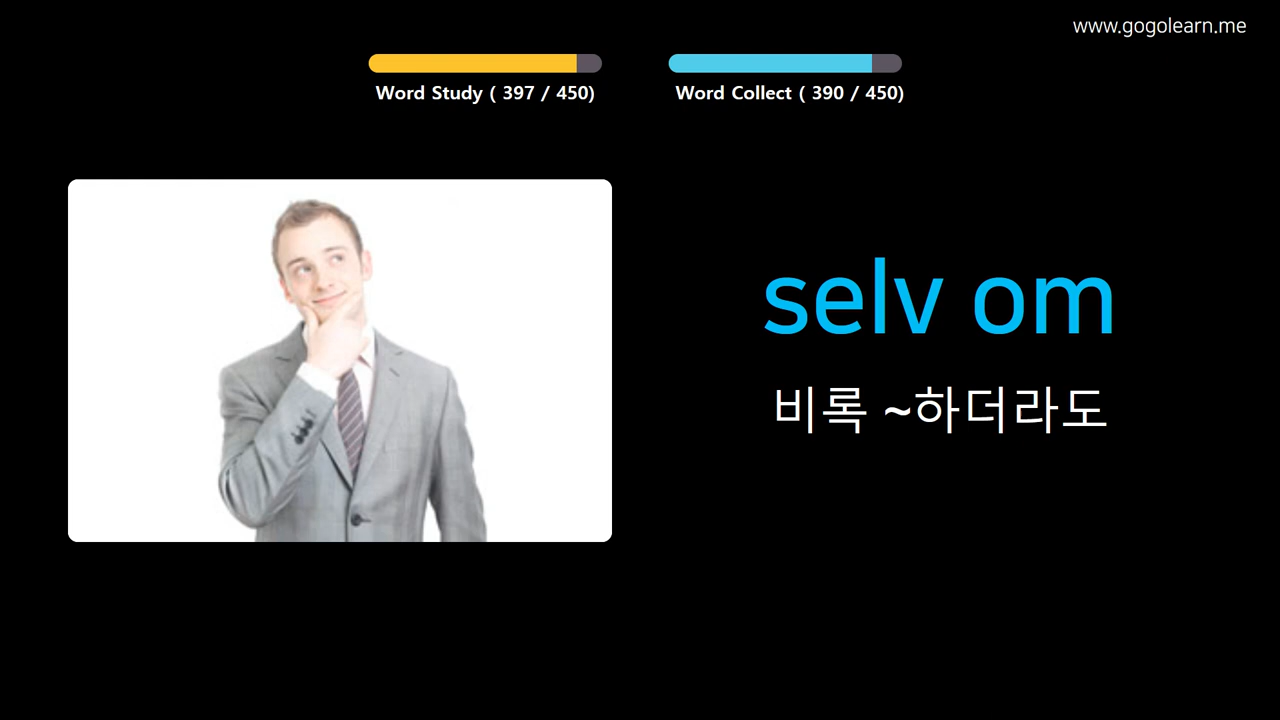 www.gogolearn.me
Word Study ( 397 / 450)
Word Collect ( 390 / 450)
selv om
비록 ~하더라도